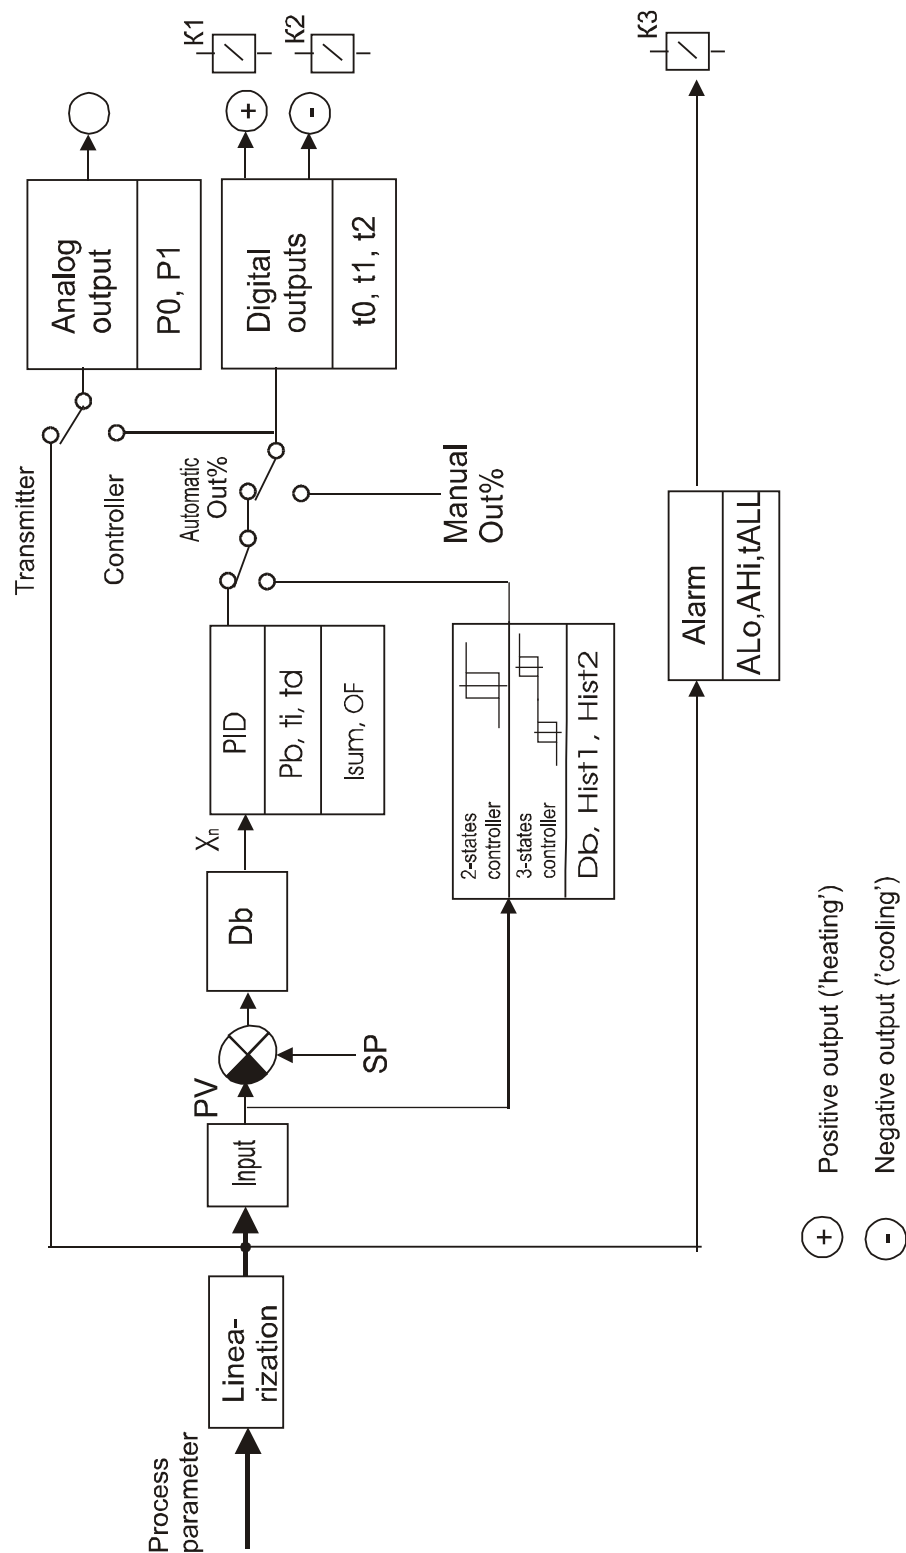 Process
parameter
Linea-
rization
Input
PV
SP
Db
Xn
PID
Pb, ti, td
Isum, OF
2-states
controller
3-states
controller
Db, Hist1, Hist2
Automatic
Out%
Manual
Out%
Transmitter
Controller
Analog
output
P0, P1
Digital
outputs
t0, t1, t2
+
-
K1
K2
Alarm
ALo,AHi,tALL
K3
+ Positive output ('heating')
- Negative output ('cooling')